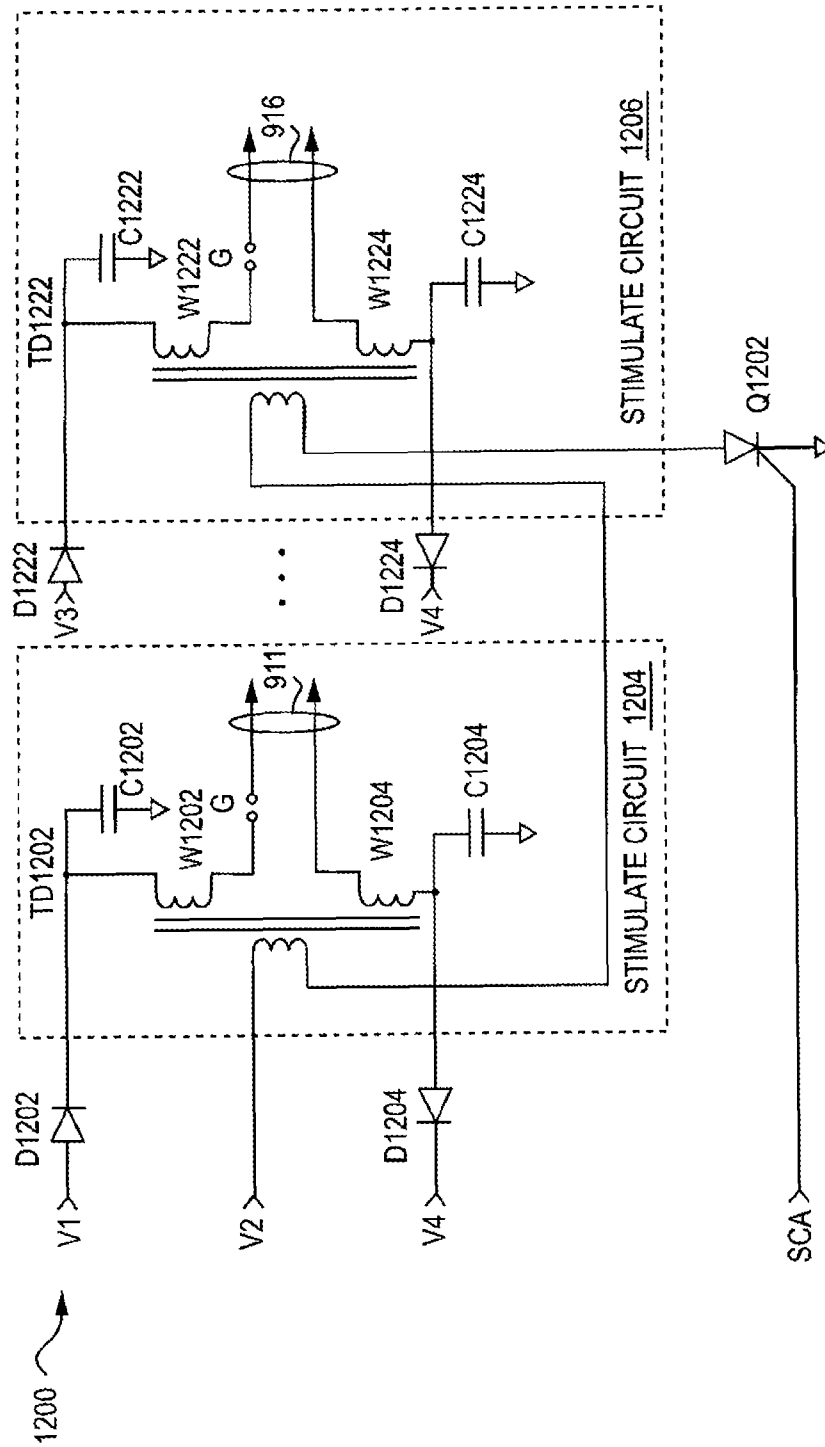 1200
V1
D1202
TD1202
C1202
W1202
G
911
V2
W1204
C1204
V4
D1204
STIMULATE CIRCUIT 1204
V3
D1222
TD1222
C1222
W1222
G
916
W1224
C1224
V4
D1224
STIMULATE CIRCUIT 1206
Q1202
SCA